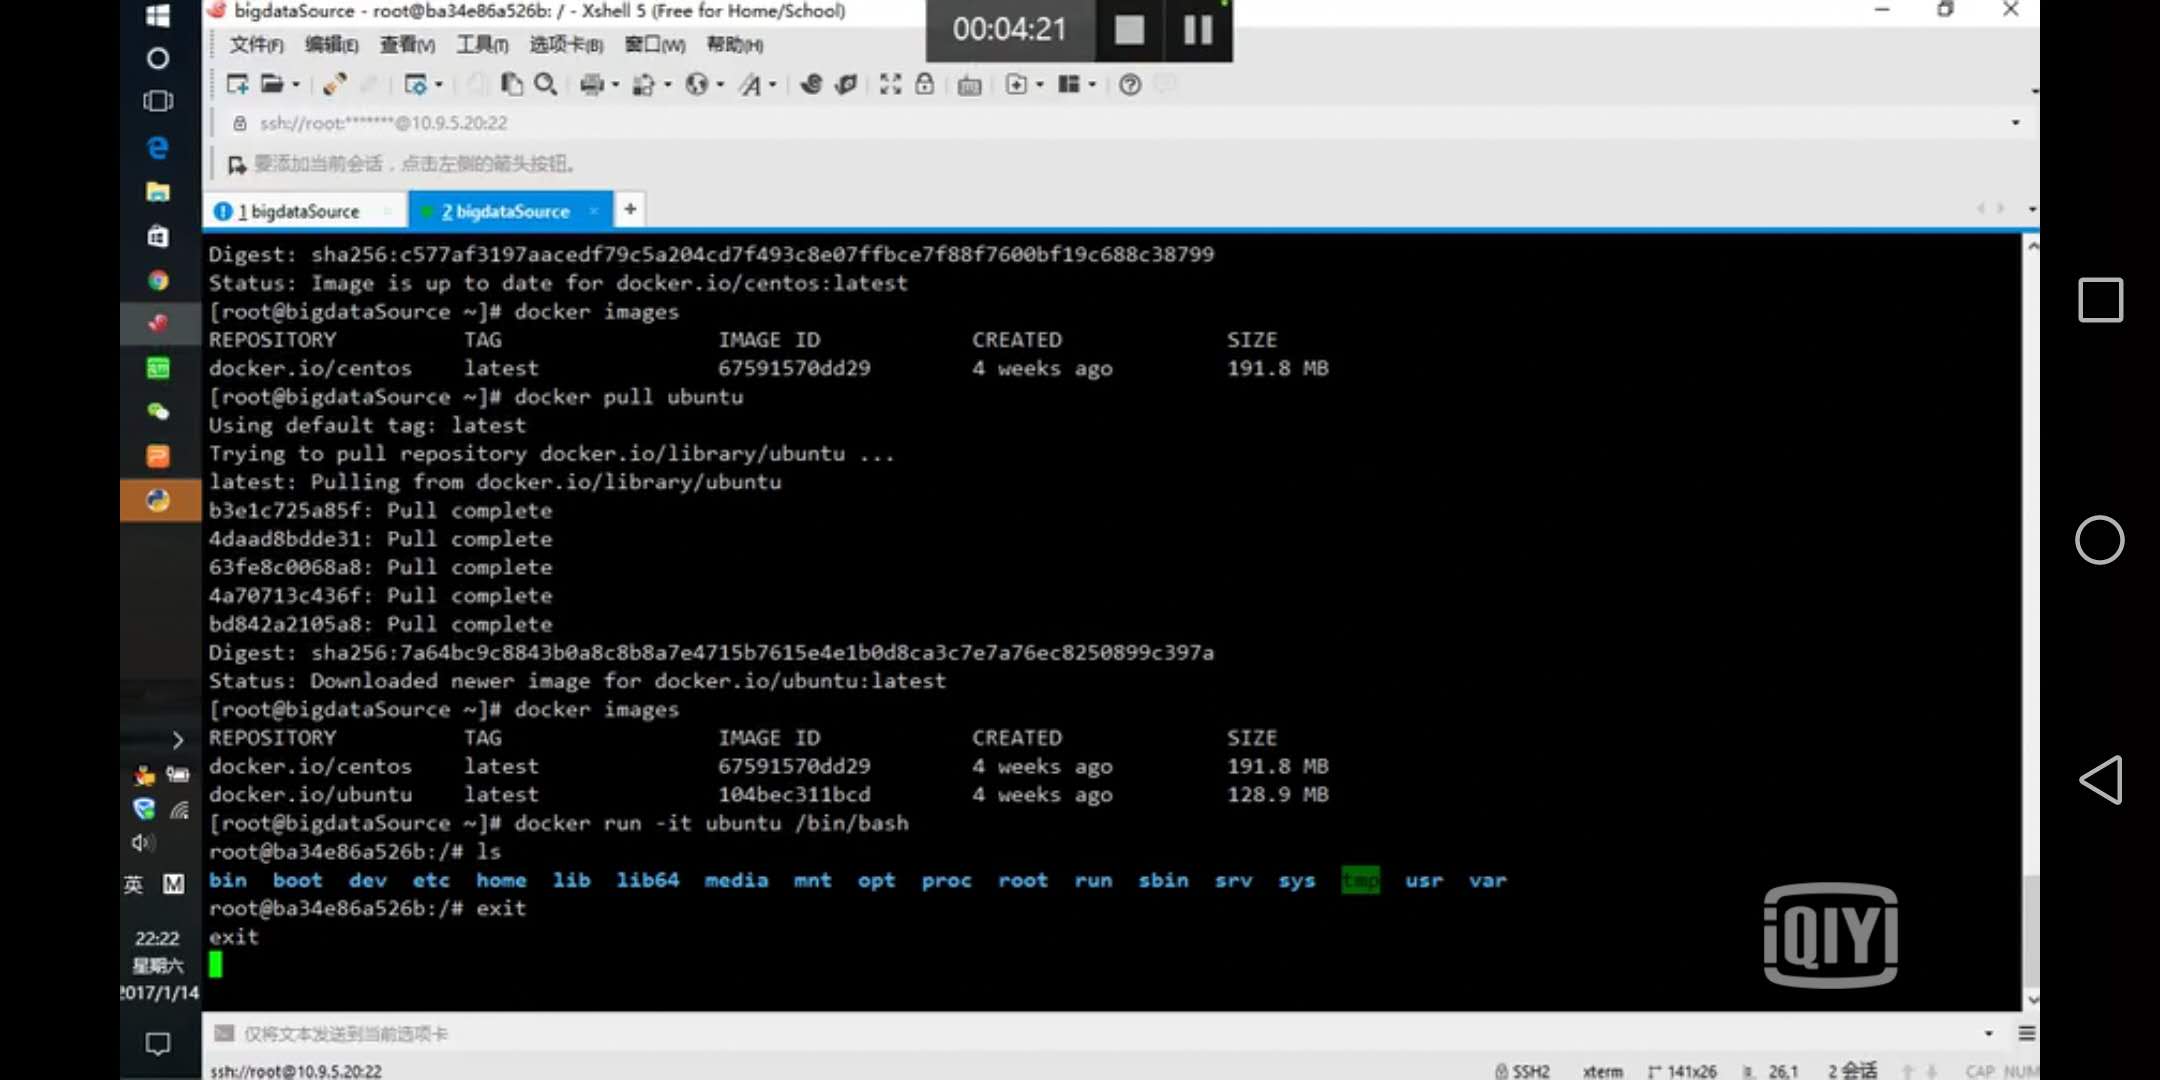 bigdataSource - root@ba34e86a526b: / - Xshell 5 (Free for Home/School)
00:04:21
文件(F) 编辑(E) 查看(V) 工具(T) 选项卡(B) 窗口(W) 帮助(H)
ssh://root:*******@10.9.5.20:22
要添加当前会话，点击左侧的箭头按钮。
1 bigdataSource 2 bigdataSource +
Digest: sha256:c577af3197aacedf79c5a204cd7f493c8e07ffbce7f88f7600bf19c688c38799
Status: Image is up to date for docker.io/centos:latest
[root@bigdataSource ~]# docker images
REPOSITORY TAG IMAGE ID CREATED SIZE
docker.io/centos latest 67591570dd29 4 weeks ago 191.8 MB
[root@bigdataSource ~]# docker pull ubuntu
Using default tag: latest
Trying to pull repository docker.io/library/ubuntu ...
latest: Pulling from docker.io/library/ubuntu
b3e1c725a85f: Pull complete
4daad8bdde31: Pull complete
63fe8c0068a8: Pull complete
4a70713c436f: Pull complete
bd842a2105a8: Pull complete
Digest: sha256:7a64bc9c8843b0a8c8b8a7e4715b7615e4e1b0d8ca3c7e7a76ec8250899c397a
Status: Downloaded newer image for docker.io/ubuntu:latest
[root@bigdataSource ~]# docker images
REPOSITORY TAG IMAGE ID CREATED SIZE
docker.io/centos latest 67591570dd29 4 weeks ago 191.8 MB
docker.io/ubuntu latest 104bec311bcd 4 weeks ago 128.9 MB
[root@bigdataSource ~]# docker run -it ubuntu /bin/bash
root@ba34e86a526b:/# ls
bin boot dev etc home lib lib64 media mnt opt proc root run sbin srv sys tmp usr var
root@ba34e86a526b:/# exit
exit
英 M
22:22
星期六
2017/1/14
iQIYI
仅将文本发送到当前选项卡
ssh://root@10.9.5.20:22 SSH2 xterm 141x26 26,1 2 会话 CAP NUM